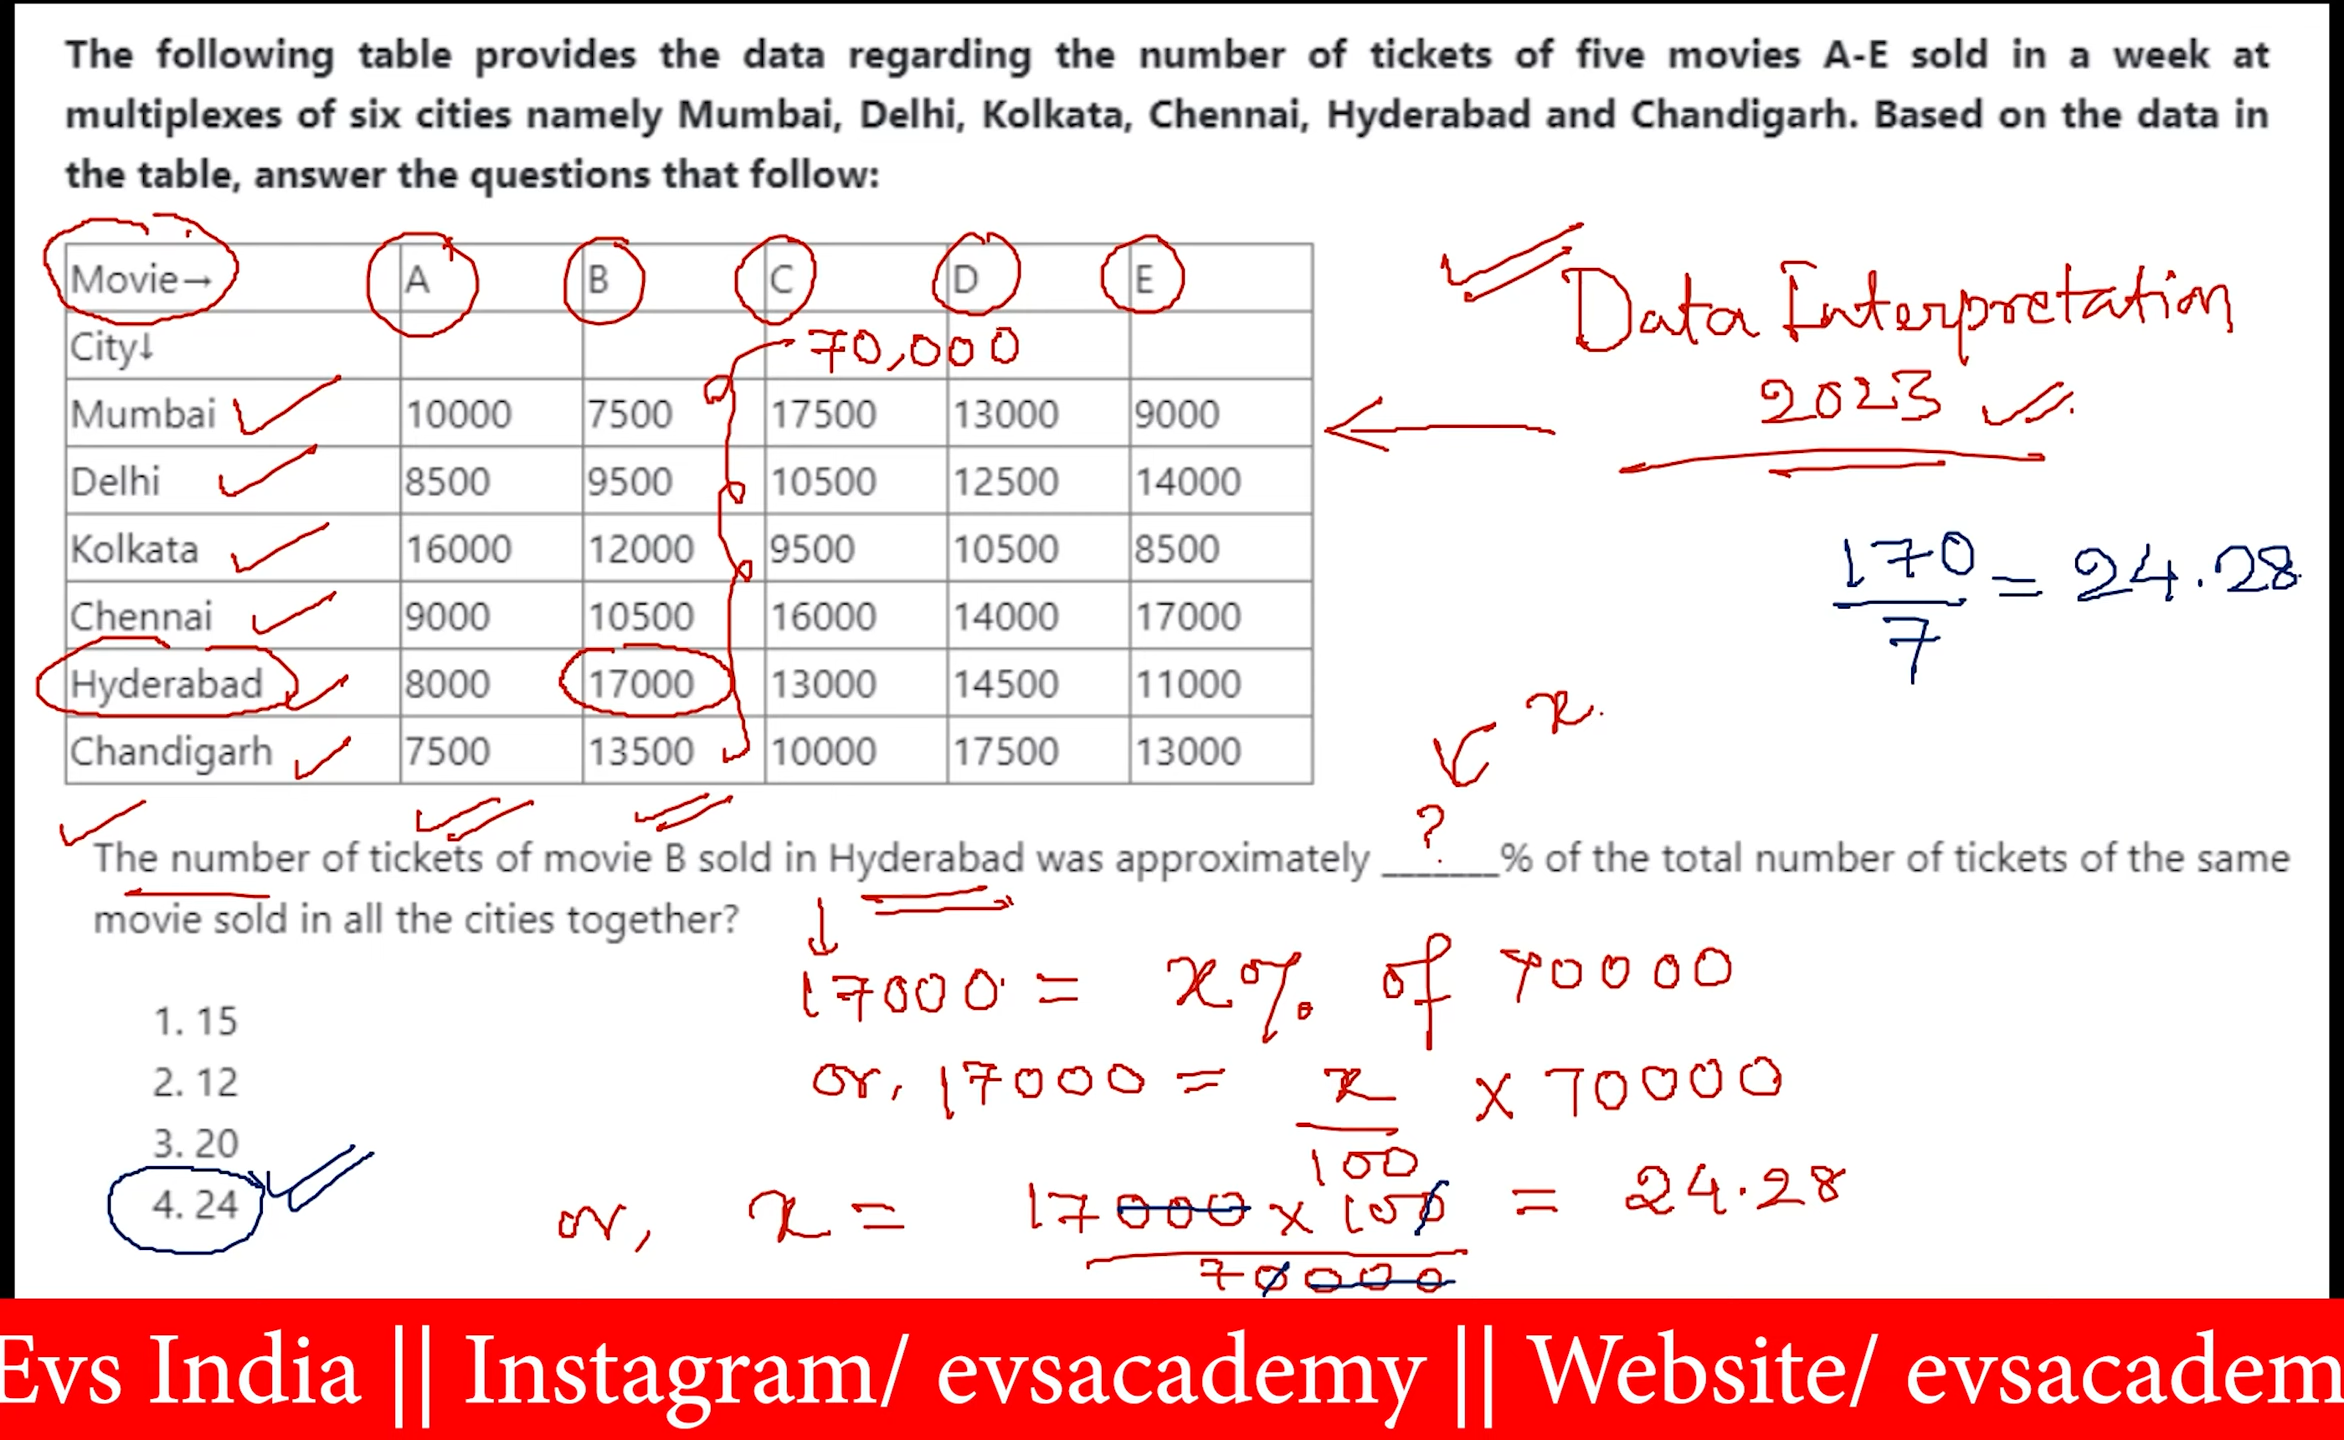 The following table provides the data regarding the number of tickets of five movies A-E sold in a week at
multiplexes of six cities namely Mumbai, Delhi, Kolkata, Chennai, Hyderabad and Chandigarh. Based on the data in
the table, answer the questions that follow:
Movie→ A B C D E
City↓ 70,000
Mumbai 10000 7500 17500 13000 9000
Delhi 8500 9500 10500 12500 14000
Kolkata 16000 12000 9500 10500 8500
Chennai 9000 10500 16000 14000 17000
Hyderabad 8000 17000 13000 14500 11000
Chandigarh 7500 13500 10000 17500 13000
Data Interpretation
2023
170/7 = 24.28
x.
?
The number of tickets of movie B sold in Hyderabad was approximately ______% of the total number of tickets of the same
movie sold in all the cities together?
17000 = x% of 70000
or, 17000 = x/100 × 70000
or, x = 17000 × 100/70000 = 24.28
1. 15
2. 12
3. 20
4. 24
Evs India || Instagram/ evsacademy || Website/ evsacadem